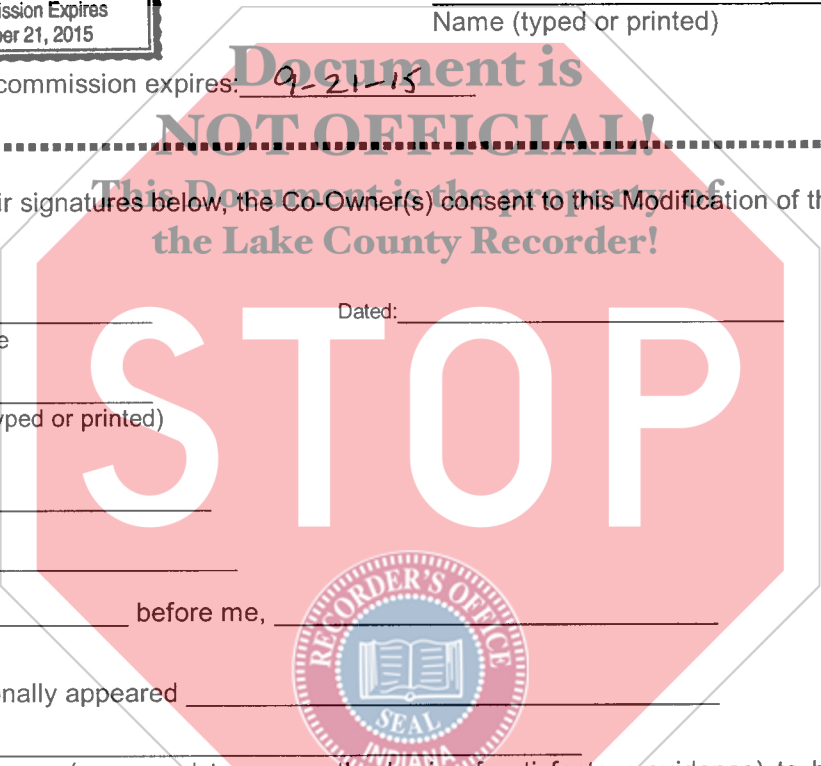 ission Expires
er 21, 2015
Name (typed or printed)
commission expires: 9-21-15
Document is
NOT OFFICIAL!
ir signatures below, the Co-Owner(s) consent to this Modification of th
This Document is the property of
the Lake County Recorder!
Dated:
e
STOP
yped or printed)
before me,
RECORDER'S OFFICE
onally appeared
SEAL
INDIANA